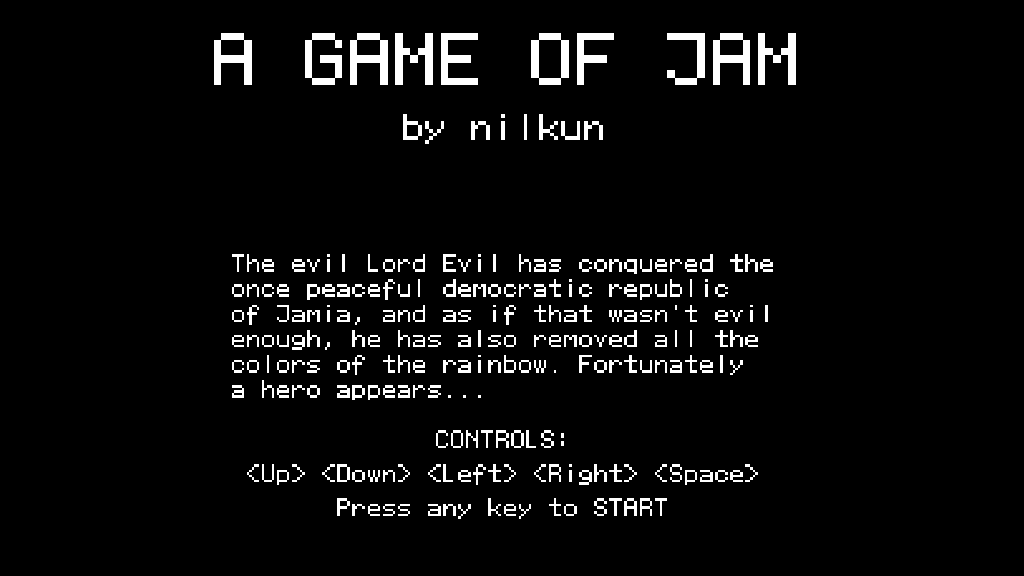 A GAME OF JAM
by nilkun
The evil Lord Evil has conquered the
once peaceful democratic republic
of Jamia, and as if that wasn't evil
enough, he has also removed all the
colors of the rainbow. Fortunately
a hero appears...
CONTROLS:
<Up> <Down> <Left> <Right> <Space>
Press any key to START